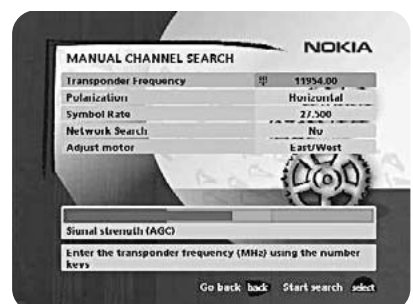 NOKIA
MANUAL CHANNEL SEARCH
Transponder Frequency 11954.00
Polarization Horizontal
Symbol Rate 27.500
Network Search No
Adjust motor East/West
Signal strength (AGC)
Enter the transponder frequency (MHz) using the number
keys
Go back back Start search select